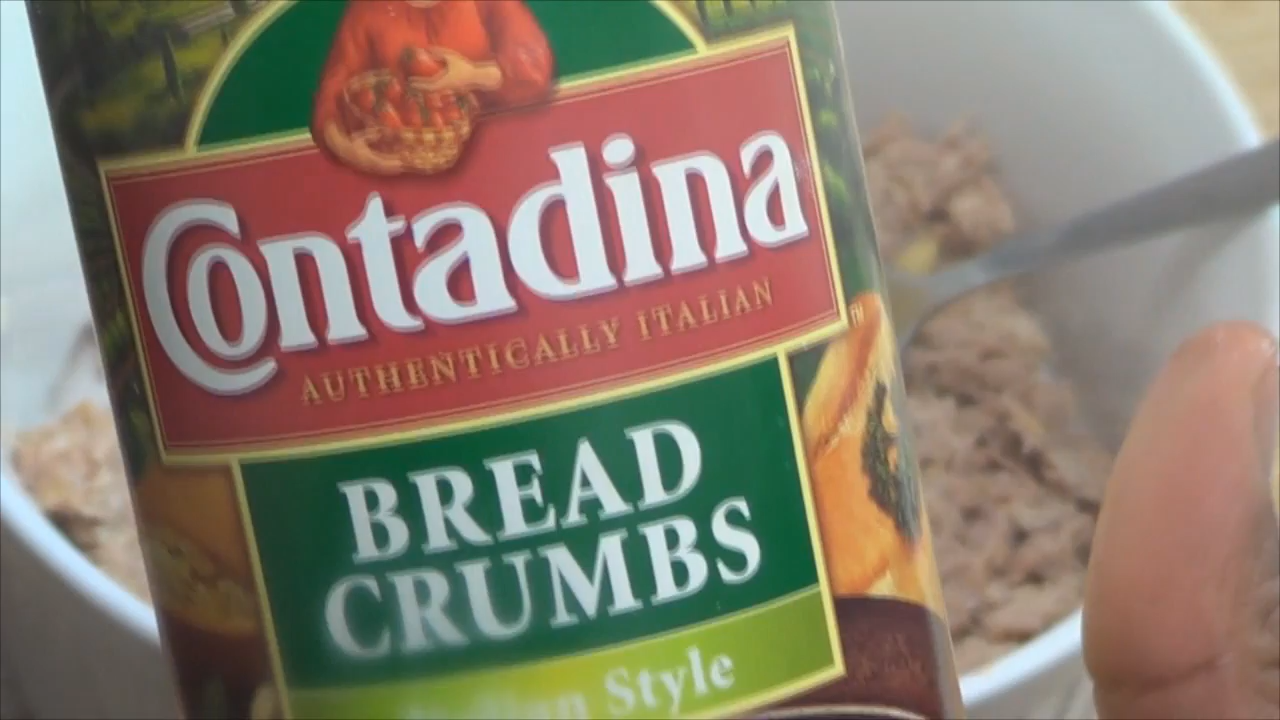 Contadina
AUTHENTICALLY ITALIAN
BREAD
CRUMBS
Style